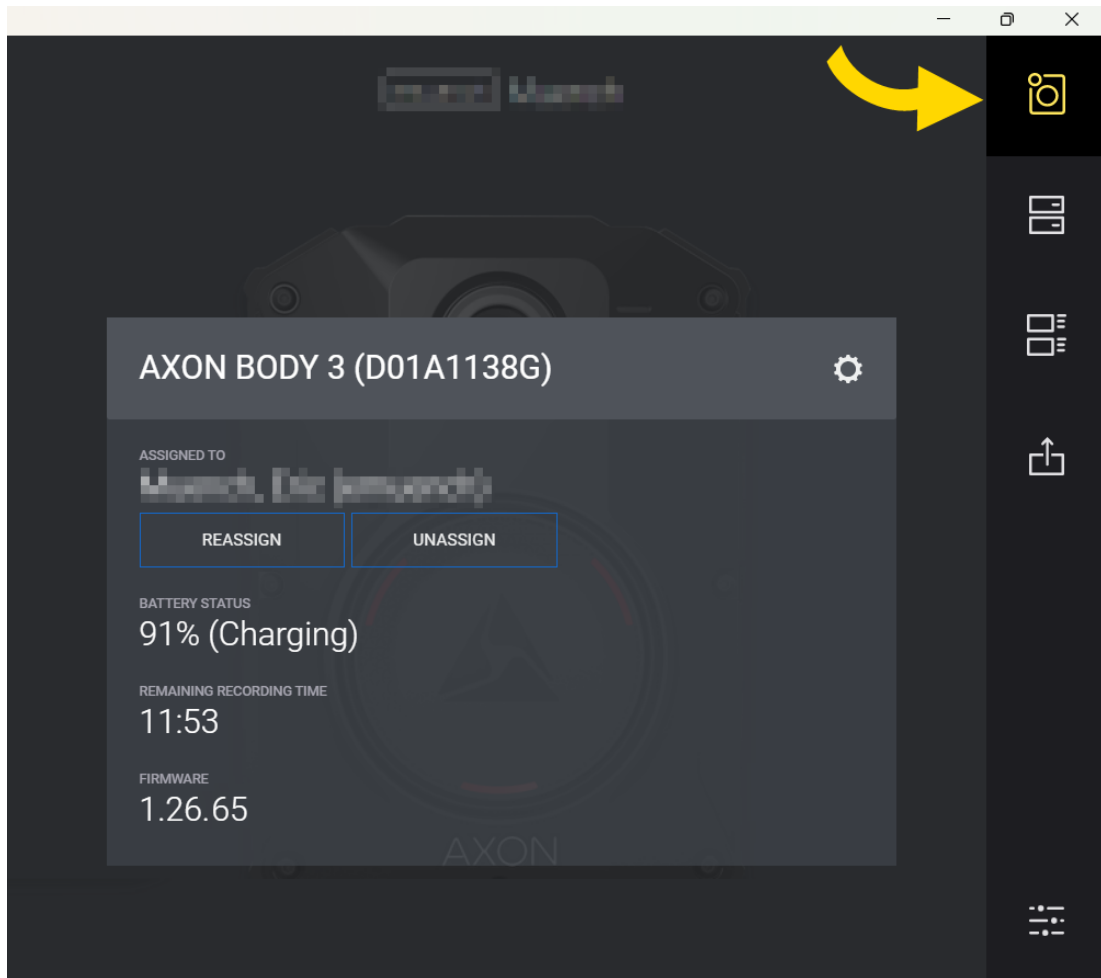 AXON BODY 3 (D01A1138G)
ASSIGNED TO
REASSIGN UNASSIGN
BATTERY STATUS
91% (Charging)
REMAINING RECORDING TIME
11:53
FIRMWARE
1.26.65
AXON